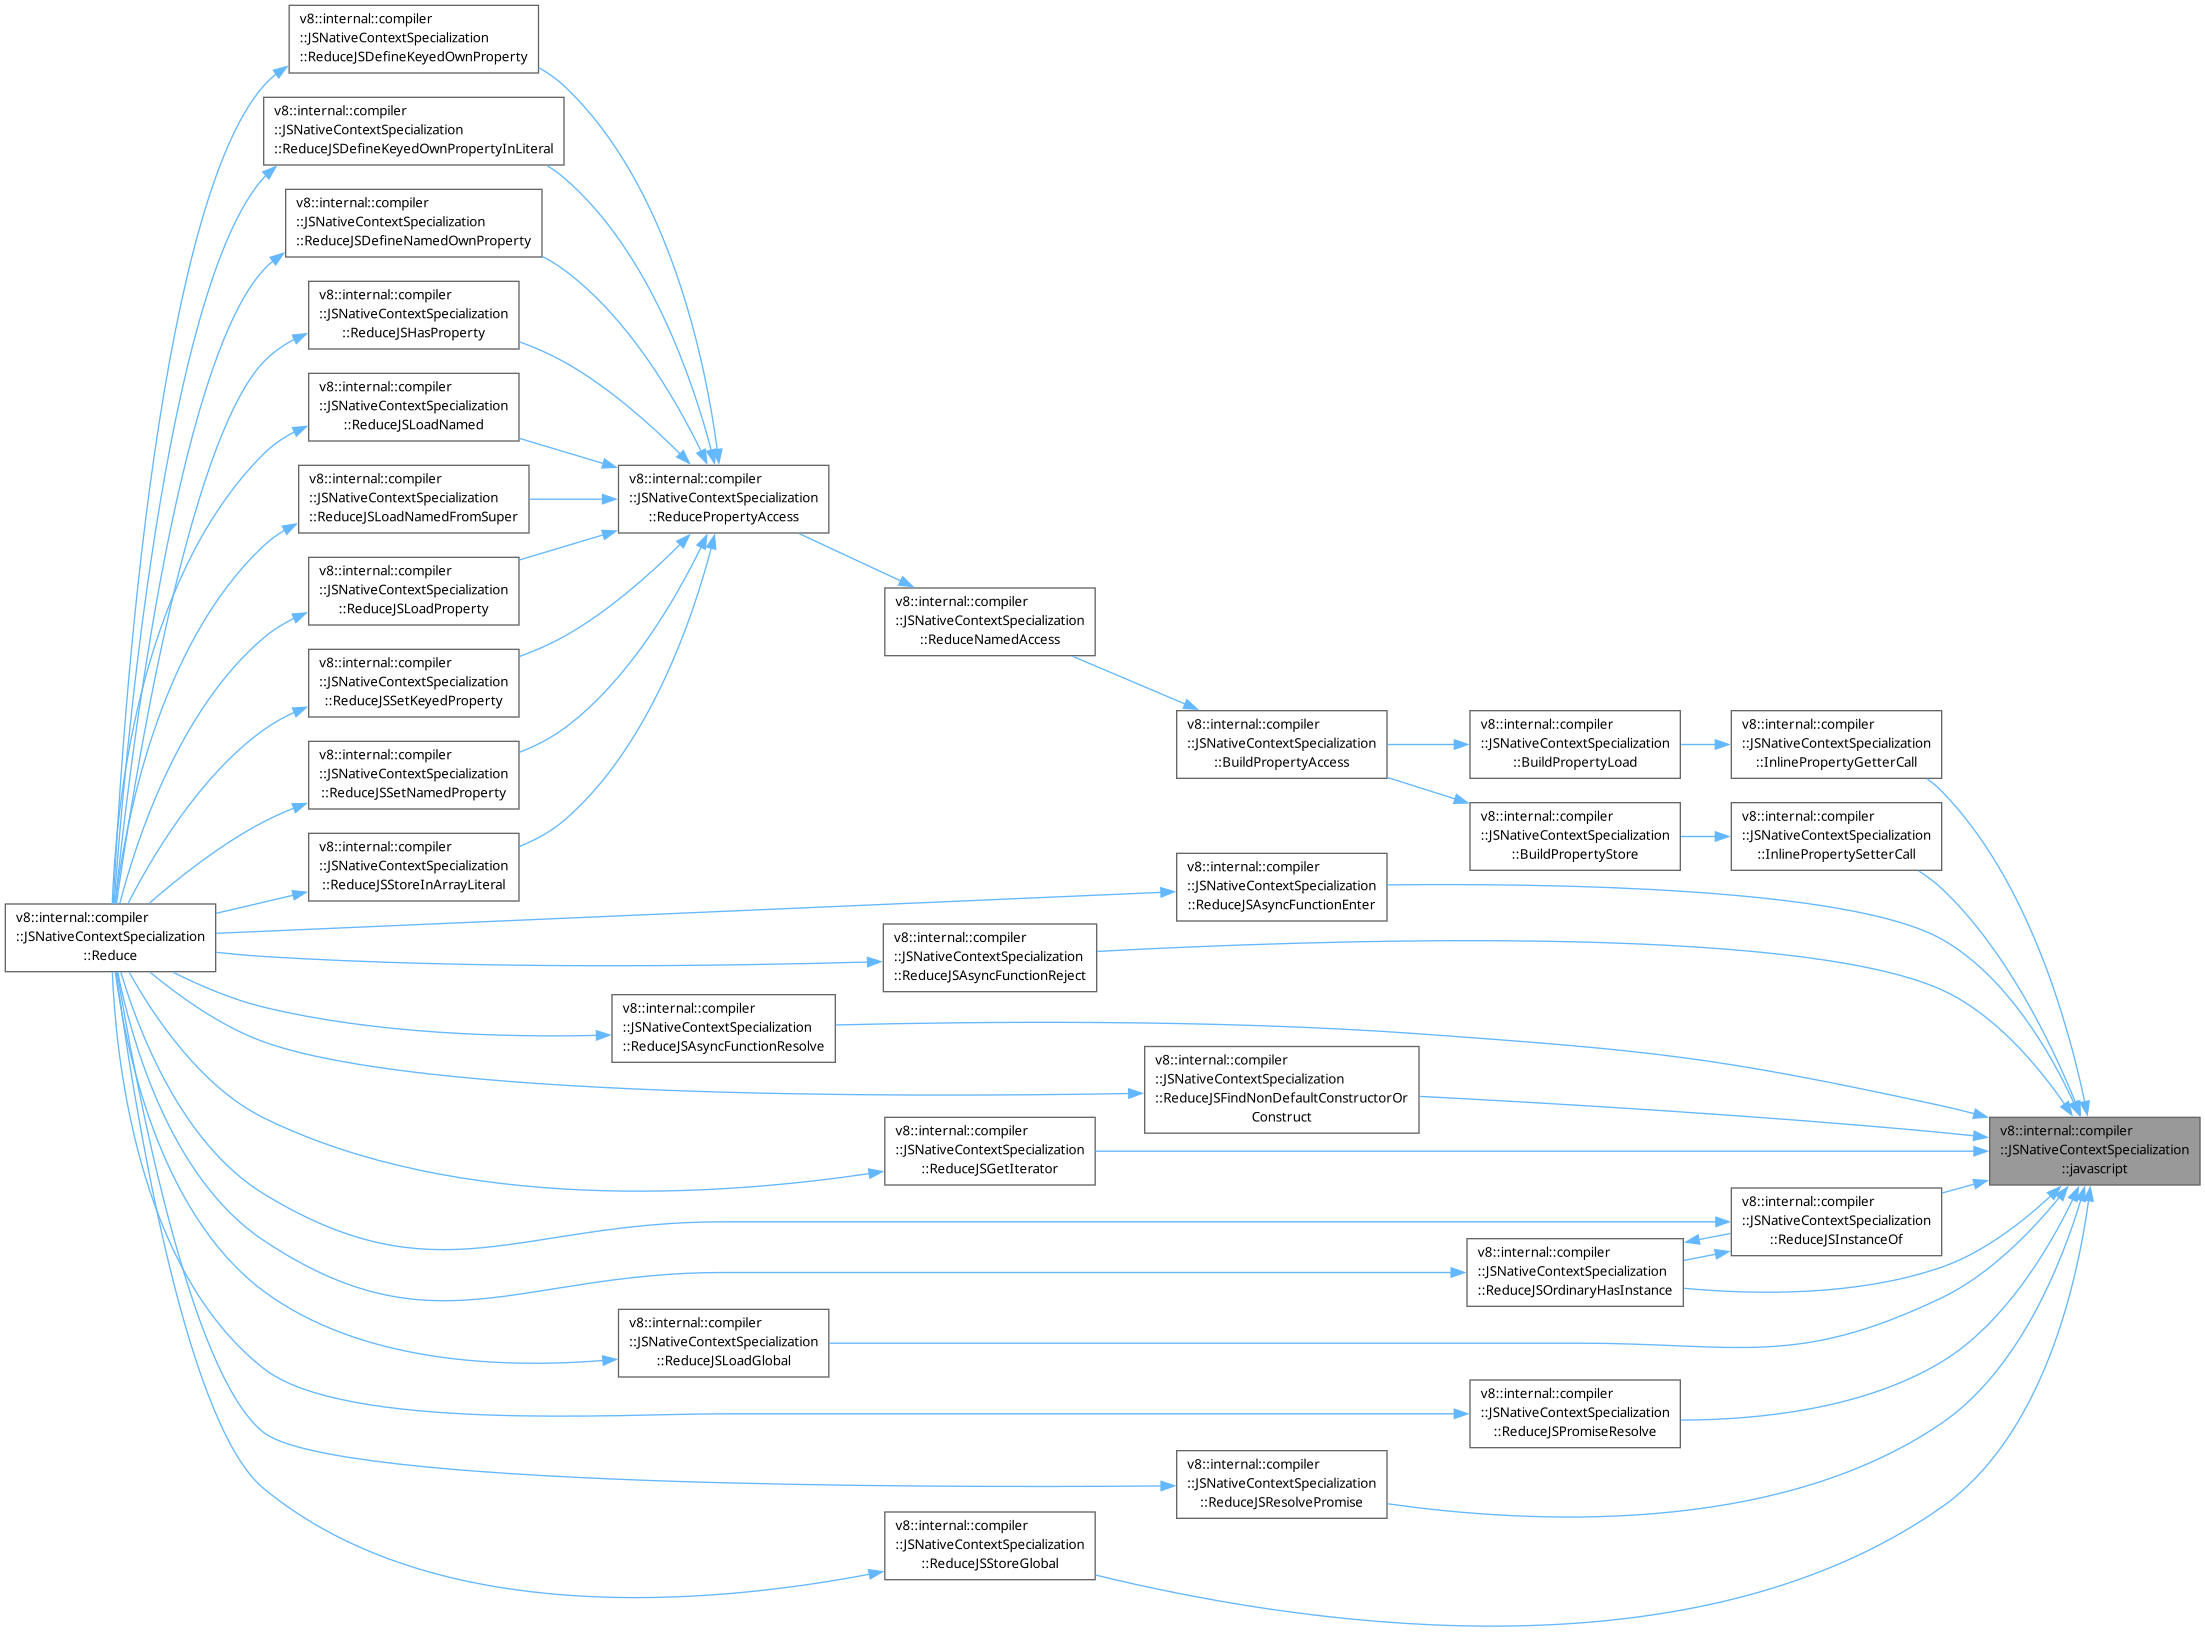 v8::internal::compiler
::JSNativeContextSpecialization
::ReduceJSDefineKeyedOwnProperty
v8::internal::compiler
::JSNativeContextSpecialization
::ReduceJSDefineKeyedOwnPropertyInLiteral
v8::internal::compiler
::JSNativeContextSpecialization
::ReduceJSDefineNamedOwnProperty
v8::internal::compiler
::JSNativeContextSpecialization
::ReduceJSHasProperty
v8::internal::compiler
::JSNativeContextSpecialization
::ReduceJSLoadNamed
v8::internal::compiler
::JSNativeContextSpecialization
::ReduceJSLoadNamedFromSuper
v8::internal::compiler
::JSNativeContextSpecialization
::ReducePropertyAccess
v8::internal::compiler
::JSNativeContextSpecialization
::ReduceJSLoadProperty
v8::internal::compiler
::JSNativeContextSpecialization
::ReduceNamedAccess
v8::internal::compiler
::JSNativeContextSpecialization
::ReduceJSSetKeyedProperty
v8::internal::compiler
::JSNativeContextSpecialization
::BuildPropertyAccess
v8::internal::compiler
::JSNativeContextSpecialization
::BuildPropertyLoad
v8::internal::compiler
::JSNativeContextSpecialization
::InlinePropertyGetterCall
v8::internal::compiler
::JSNativeContextSpecialization
::ReduceJSSetNamedProperty
v8::internal::compiler
::JSNativeContextSpecialization
::BuildPropertyStore
v8::internal::compiler
::JSNativeContextSpecialization
::InlinePropertySetterCall
v8::internal::compiler
::JSNativeContextSpecialization
::ReduceJSStoreInArrayLiteral
v8::internal::compiler
::JSNativeContextSpecialization
::ReduceJSAsyncFunctionEnter
v8::internal::compiler
::JSNativeContextSpecialization
::Reduce
v8::internal::compiler
::JSNativeContextSpecialization
::ReduceJSAsyncFunctionReject
v8::internal::compiler
::JSNativeContextSpecialization
::ReduceJSAsyncFunctionResolve
v8::internal::compiler
::JSNativeContextSpecialization
::ReduceJSFindNonDefaultConstructorOr
Construct
v8::internal::compiler
::JSNativeContextSpecialization
::ReduceJSGetIterator
v8::internal::compiler
::JSNativeContextSpecialization
::javascript
v8::internal::compiler
::JSNativeContextSpecialization
::ReduceJSInstanceOf
v8::internal::compiler
::JSNativeContextSpecialization
::ReduceJSOrdinaryHasInstance
v8::internal::compiler
::JSNativeContextSpecialization
::ReduceJSLoadGlobal
v8::internal::compiler
::JSNativeContextSpecialization
::ReduceJSPromiseResolve
v8::internal::compiler
::JSNativeContextSpecialization
::ReduceJSResolvePromise
v8::internal::compiler
::JSNativeContextSpecialization
::ReduceJSStoreGlobal